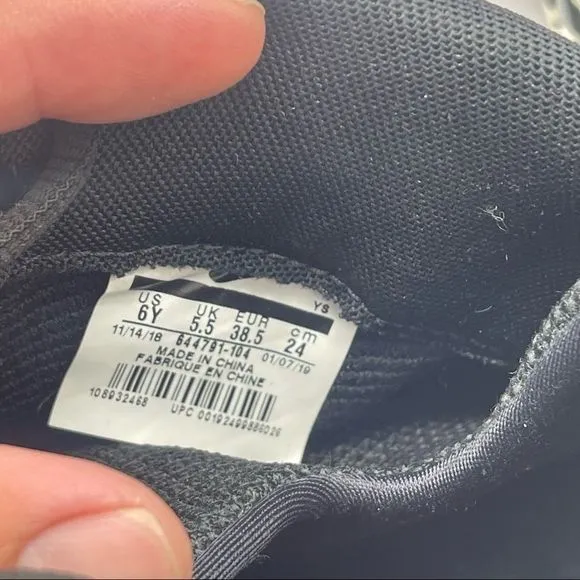 YS
US UK EUR cm
6Y 5.5 38.5 24
11/14/18 644791-104 01/07/19
MADE IN CHINA
FABRIQUE EN CHINE
108932468 UPC 00192499886026